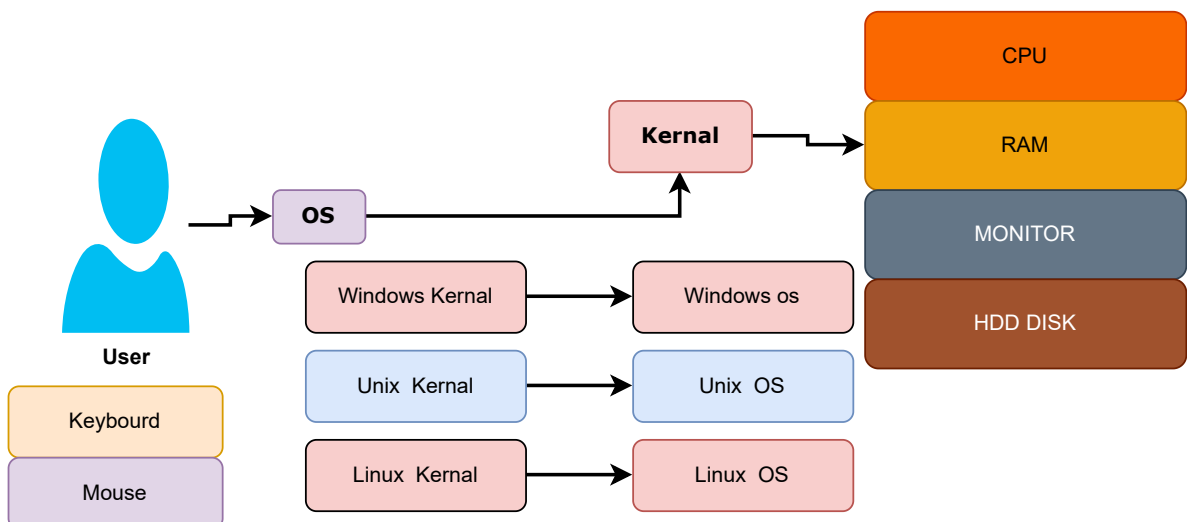 CPU
Kernal
RAM
OS
MONITOR
Windows Kernal
Windows os
HDD DISK
User
Unix Kernal
Unix OS
Keybourd
Linux Kernal
Linux OS
Mouse